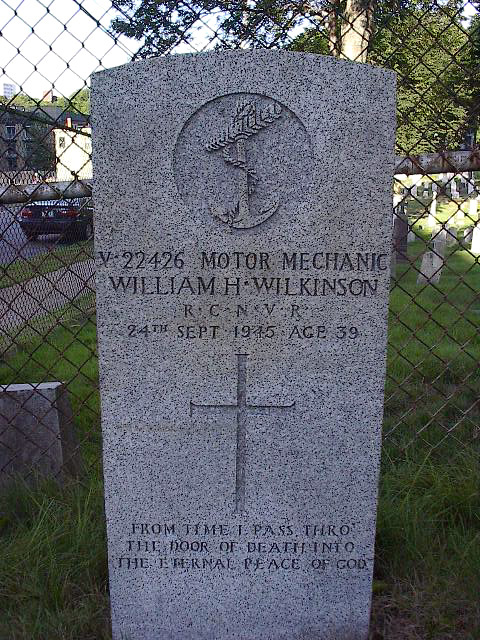 V·22426 MOTOR MECHANIC
WILLIAM H·WILKINSON
R·C·N·V·R
24TH SEPT 1945 AGE 39
FROM TIME I PASS THRO'
THE DOOR OF DEATH INTO
THE ETERNAL PEACE OF GOD